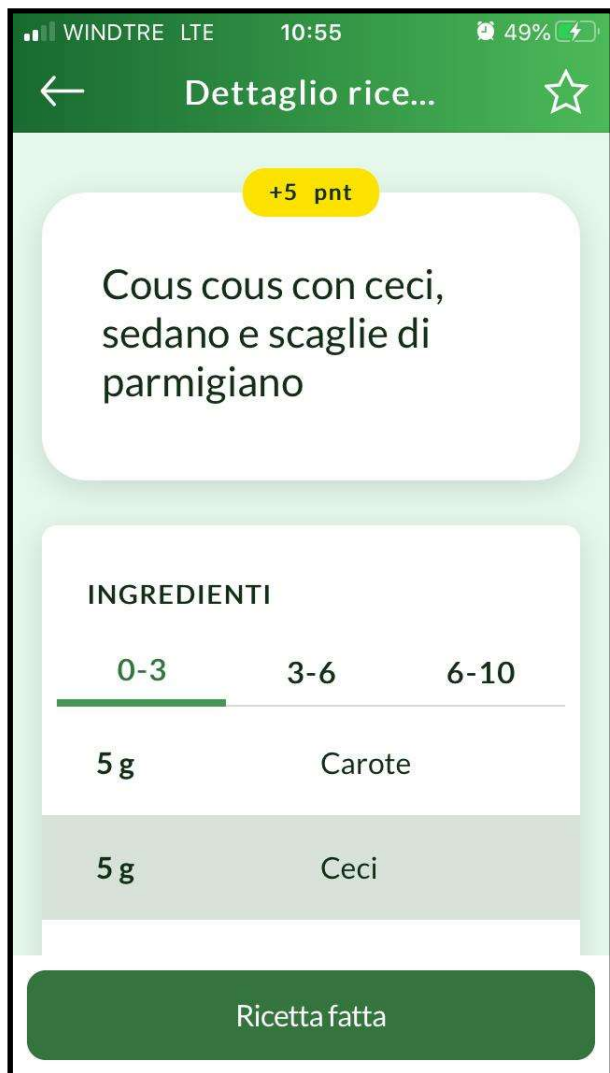 WINDTRE LTE 10:55 49%
Dettaglio rice...
+5 pnt
Cous cous con ceci,
sedano e scaglie di
parmigiano
INGREDIENTI
0-3 3-6 6-10
5 g Carote
5 g Ceci
Ricetta fatta